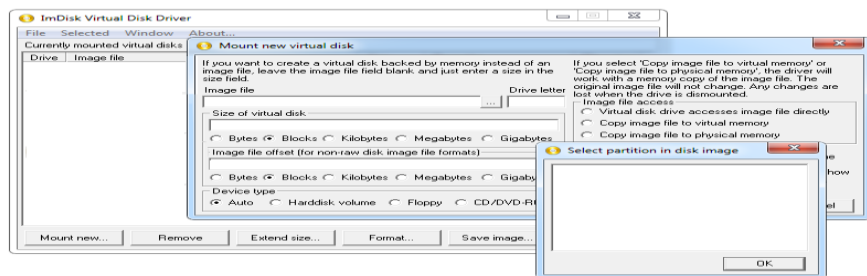 ImDisk Virtual Disk Driver
File Selected Window About...
Currently mounted virtual disks
Drive Image file
Mount new... Remove Extend size... Format... Save image...
Mount new virtual disk
If you want to create a virtual disk backed by memory instead of an
image file, leave the image field blank and just enter a size in the
size field.
Image file Drive letter
...
Size of virtual disk
Bytes Blocks Kilobytes Megabytes Gigabytes
Image file offset (for non-raw disk image file formats)
Bytes Blocks Kilobytes Megabytes
Device type
Auto Harddisk volume Floppy
If you select 'Copy image file to virtual memory' or
'Copy image file to physical memory', the driver will
work with a memory copy of the image file. The
original image file will not change. Any changes are
lost when the drive is dismounted.
Image file access
Virtual disk drive accesses image file directly
Copy image file to virtual memory
Copy image file to physical memory
Select partition in disk image
OK